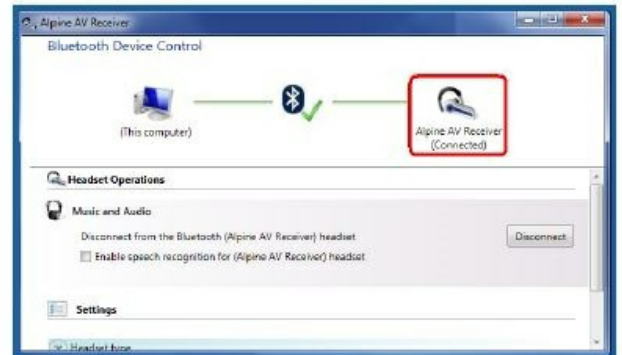 Alpine AV Receiver
Bluetooth Device Control
(This computer)
Alpine AV Receiver
(Connected)
Headset Operations
Music and Audio
Disconnect from the Bluetooth (Alpine AV Receiver) headset
Disconnect
Enable speech recognition for (Alpine AV Receiver) headset
Settings
Headset type